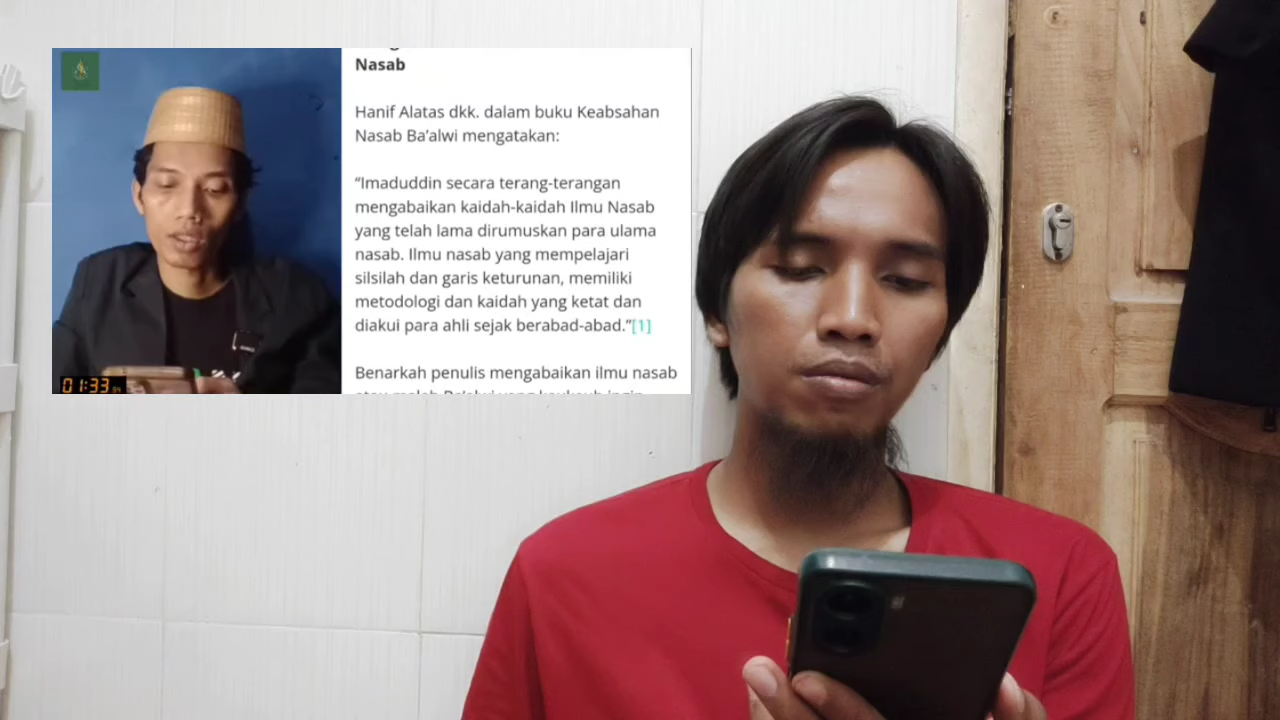 Nasab
Hanif Alatas dkk. dalam buku Keabsahan
Nasab Ba’alwi mengatakan:
“Imaduddin secara terang-terangan
mengabaikan kaidah-kaidah Ilmu Nasab
yang telah lama dirumuskan para ulama
nasab. Ilmu nasab yang mempelajari
silsilah dan garis keturunan, memiliki
metodologi dan kaidah yang ketat dan
diakui para ahli sejak berabad-abad.”[1]
Benarkah penulis mengabaikan ilmu nasab
01:33